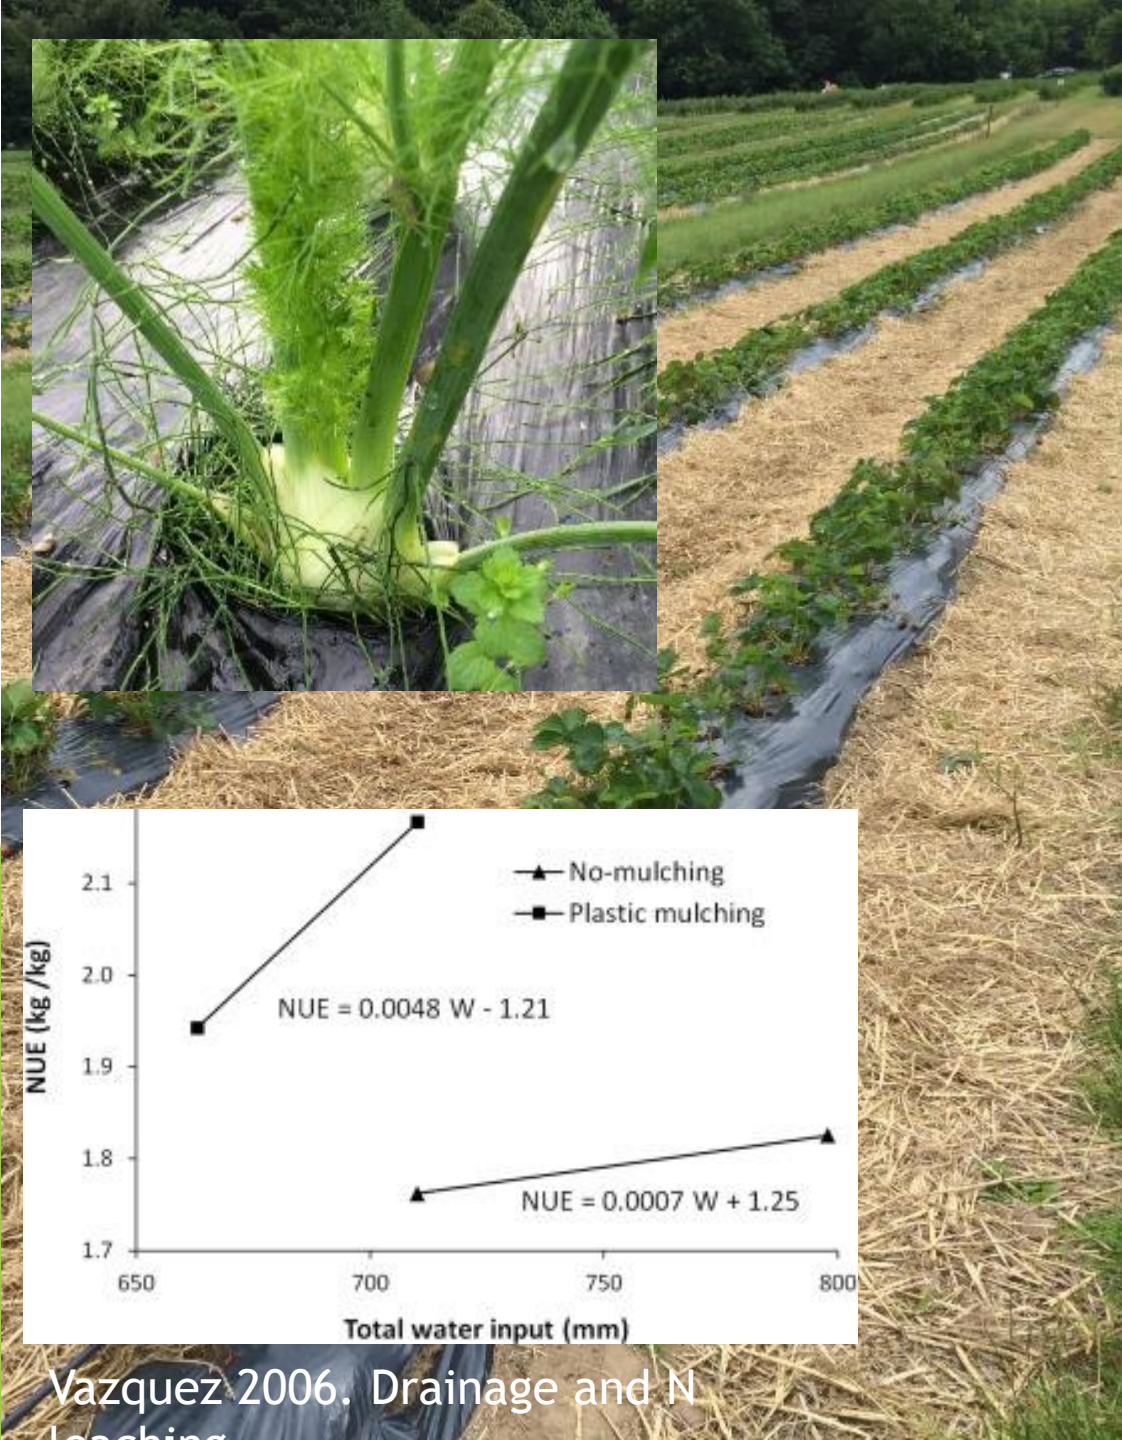 2.1
2.0
1.9
1.8
1.7
NUE (kg /kg)
No-mulching
Plastic mulching
NUE = 0.0048 W - 1.21
NUE = 0.0007 W + 1.25
650 700 750 800
Total water input (mm)
Vazquez 2006. Drainage and N
leaching